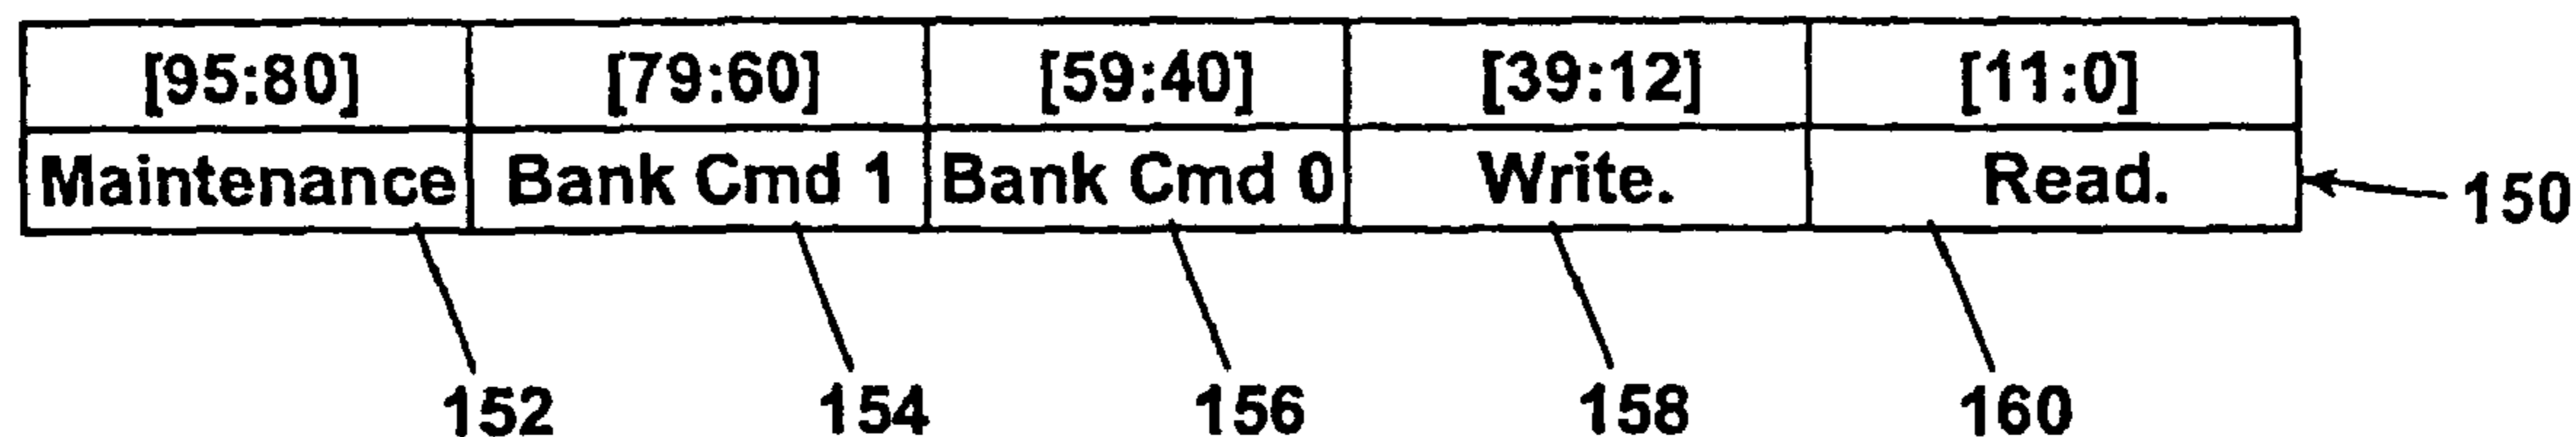 [95:80] [79:60] [59:40] [39:12] [11:0]
Maintenance Bank Cmd 1 Bank Cmd 0 Write. Read.
150
152 154 156 158 160